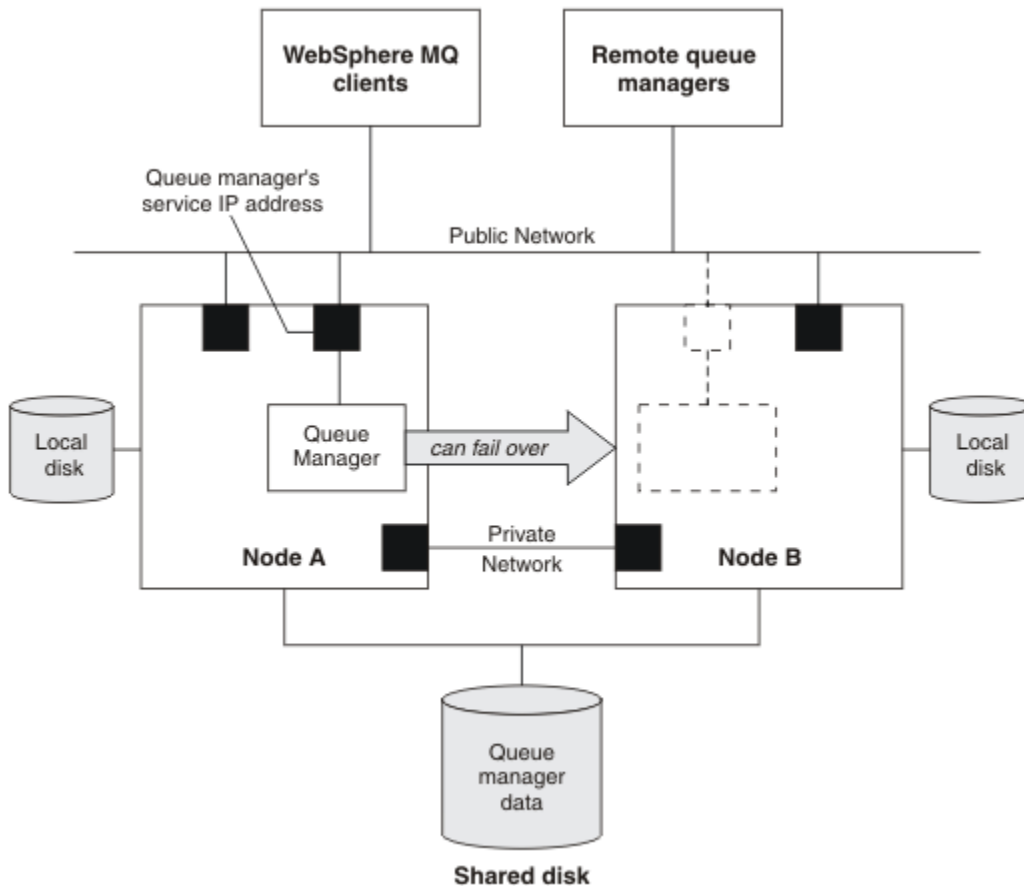 WebSphere MQ
clients
Remote queue
managers
Queue manager's
service IP address
Public Network
Local
disk
Queue
Manager
can fail over
Local
disk
Node A
Private
Network
Node B
Queue
manager
data
Shared disk